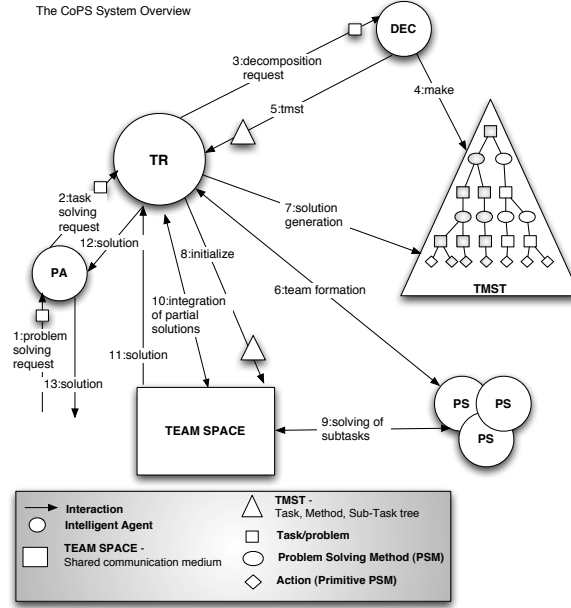 The CoPS System Overview
DEC
3:decomposition
request
4:make
5:tmst
TR
2:task
solving
request
7:solution
generation
12:solution
8:initialize
PA
TMST
6:team formation
10:integration
of partial
solutions
1:problem
solving
request
11:solution
13:solution
PS
PS
PS
TEAM SPACE
9:solving of
subtasks
Interaction
Intelligent Agent
TEAM SPACE -
Shared communication medium
TMST -
Task, Method, Sub-Task tree
Task/problem
Problem Solving Method (PSM)
Action (Primitive PSM)